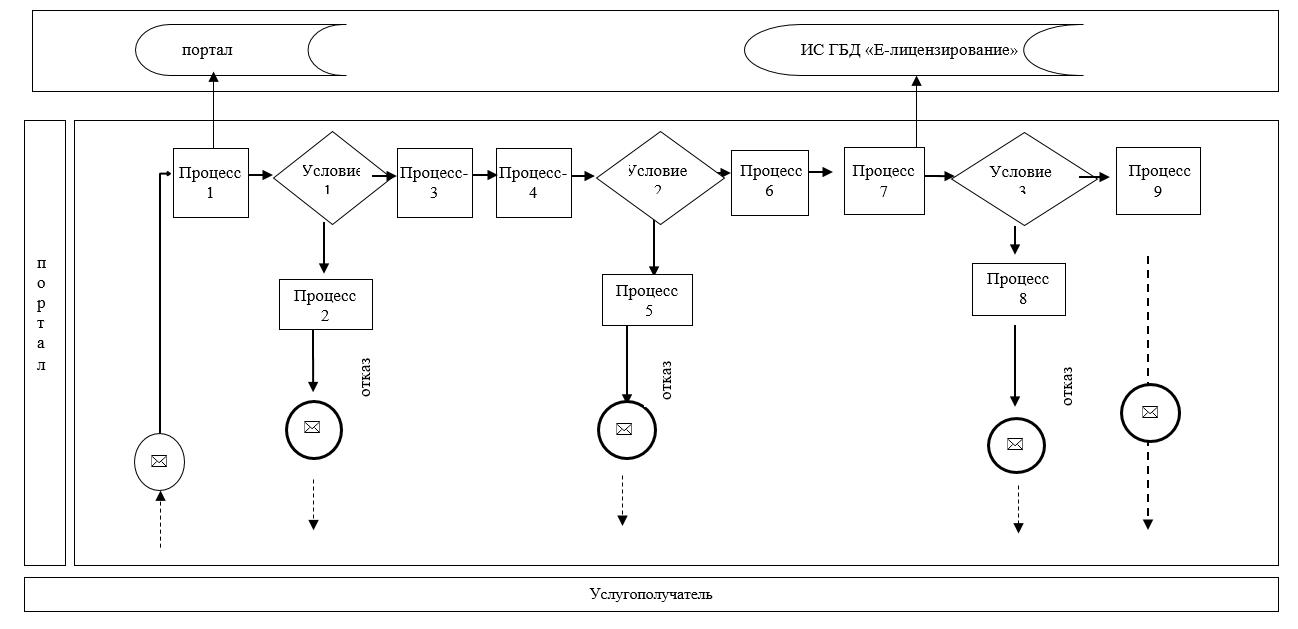 портал
ИС ГБД «Е-лицензирование»
портал
Процесс
1
Условие
1
Процесс-
3
Процесс-
4
Условие
2
Процесс
6
Процесс
7
Условие
3
Процесс
9
Процесс
2
Процесс
5
Процесс
8
отказ
отказ
отказ
Услугополучатель